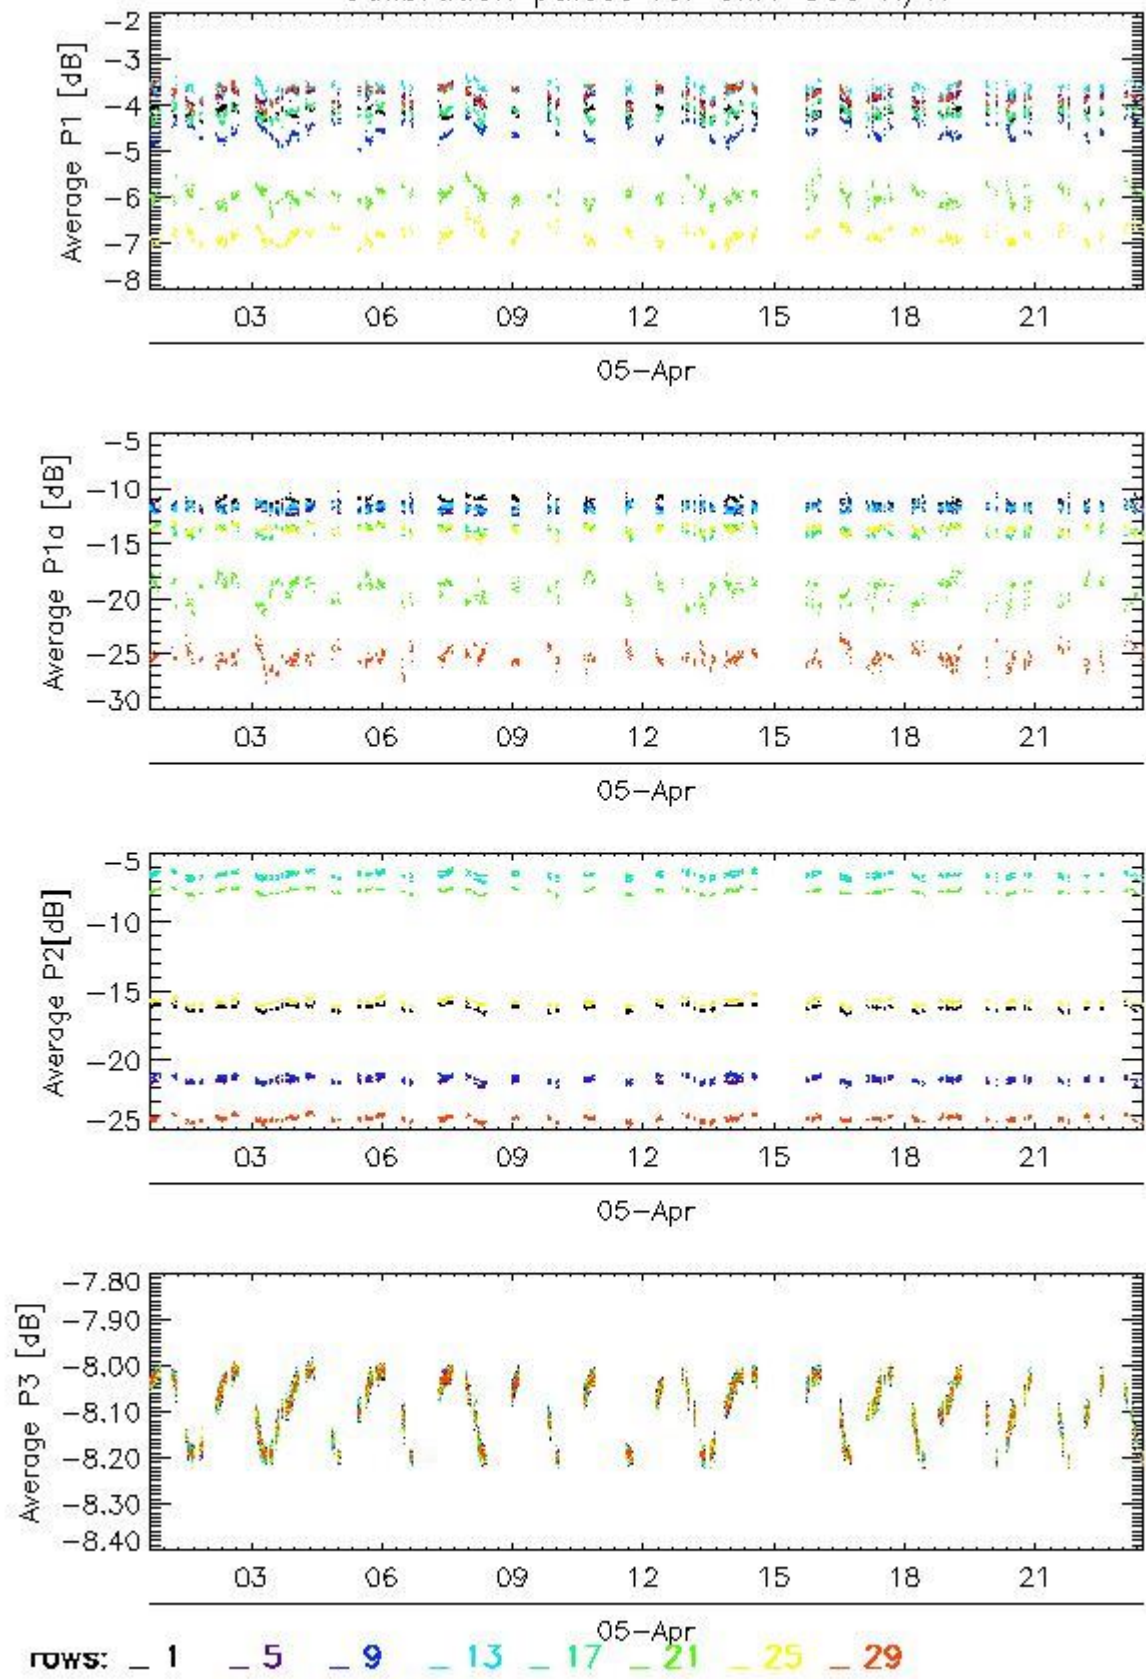 -2
-3
-4
-5
-6
-7
-8
Average P1 [dB]
03 06 09 12 15 18 21
05-Apr
-5
-10
-15
-20
-25
-30
Average P1a [dB]
03 06 09 12 15 18 21
05-Apr
-5
-10
-15
-20
-25
Average P2[dB]
03 06 09 12 15 18 21
05-Apr
-7.80
-7.90
-8.00
-8.10
-8.20
-8.30
-8.40
Average P3 [dB]
03 06 09 12 15 18 21
05-Apr
rows: _ 1 _ 5 _ 9 _ 13 _ 17 _ 21 _ 25 _ 29